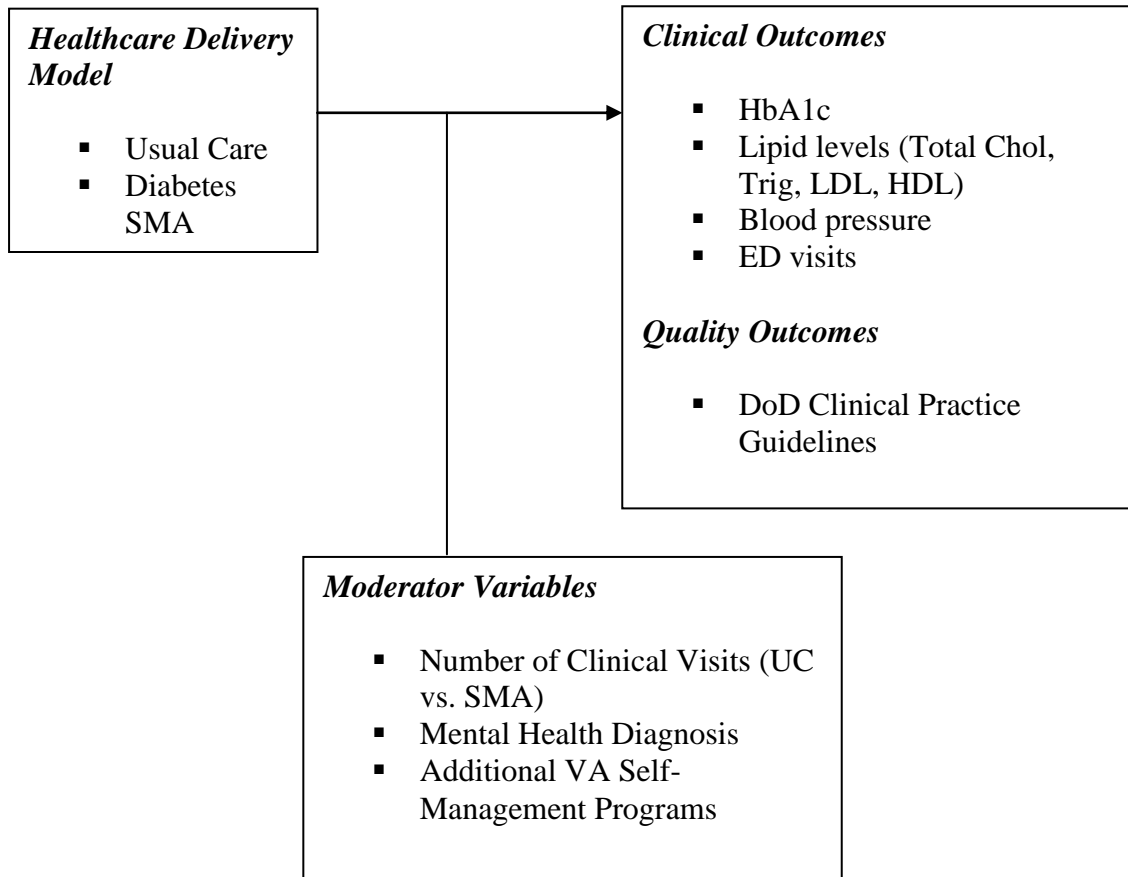 Healthcare Delivery
Model
▪ Usual Care
▪ Diabetes
SMA
Clinical Outcomes
▪ HbA1c
▪ Lipid levels (Total Chol,
Trig, LDL, HDL)
▪ Blood pressure
▪ ED visits
Quality Outcomes
▪ DoD Clinical Practice
Guidelines
Moderator Variables
▪ Number of Clinical Visits (UC
vs. SMA)
▪ Mental Health Diagnosis
▪ Additional VA Self-
Management Programs